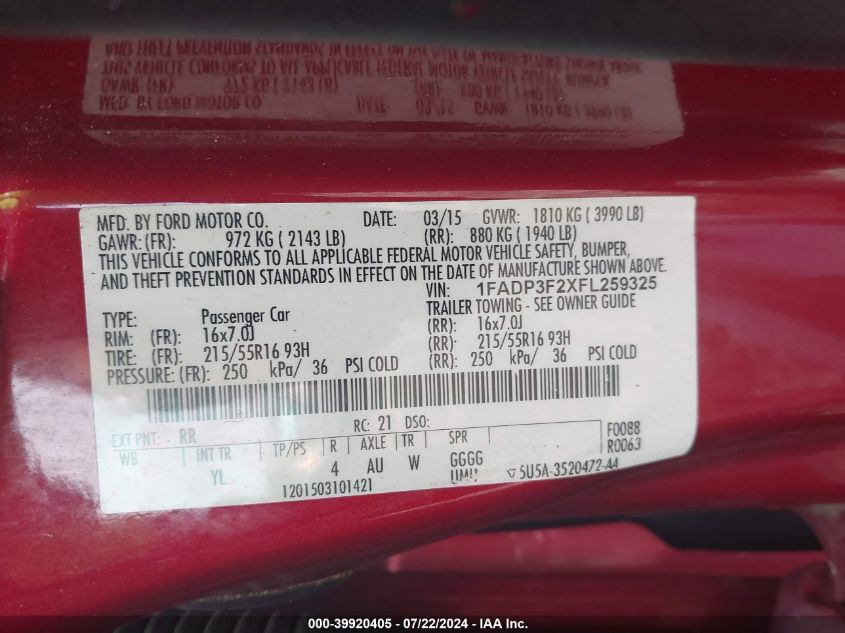 MFD. BY FORD MOTOR CO. DATE: 03/15 GVWR: 1810 KG ( 3990 LB)
GAWR: (FR): 972 KG ( 2143 LB) (RR): 880 KG ( 1940 LB)
THIS VEHICLE CONFORMS TO ALL APPLICABLE FEDERAL MOTOR VEHICLE SAFETY, BUMPER,
AND THEFT PREVENTION STANDARDS IN EFFECT ON THE DATE OF MANUFACTURE SHOWN ABOVE.
VIN: 1FADP3F2XFL259325
TYPE: Passenger Car TRAILER TOWING - SEE OWNER GUIDE
RIM: (FR): 16x7.0J (RR): 16x7.0J
TIRE: (FR): 215/55R16 93H (RR): 215/55R16 93H
PRESSURE: (FR): 250 kPa/ 36 PSI COLD (RR): 250 kPa/ 36 PSI COLD
RC: 21 DSO:
EXT PNT: RR F0088
WB INT TR TP/PS R AXLE TR SPR R0063
YL 4 AU W GGGG
1201503101421 5U5A-3520472-AA
000-39920405 - 07/22/2024 - IAA Inc.